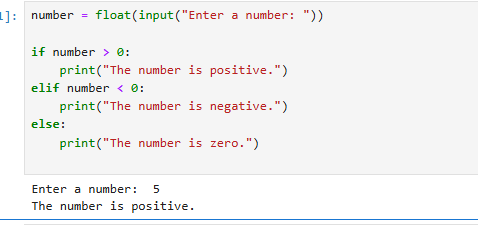 ]:
number = float(input("Enter a number: "))
if number > 0:
    print("The number is positive.")
elif number < 0:
    print("The number is negative.")
else:
    print("The number is zero.")
Enter a number:  5
The number is positive.